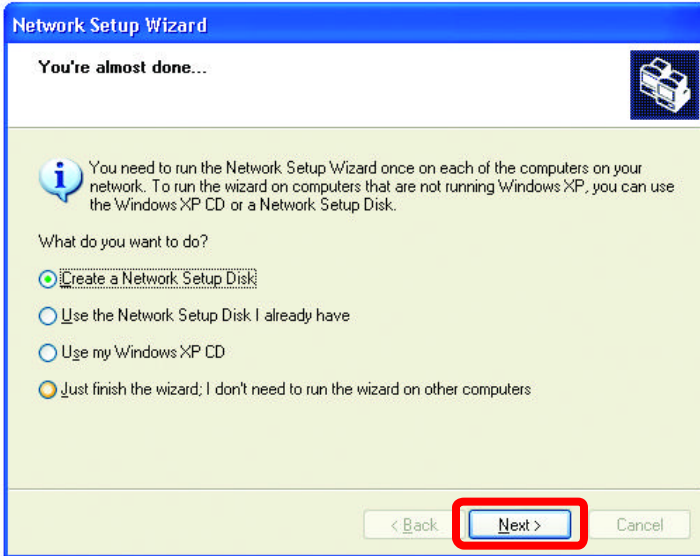 Network Setup Wizard
You're almost done...
You need to run the Network Setup Wizard once on each of the computers on your
network. To run the wizard on computers that are not running Windows XP, you can use
the Windows XP CD or a Network Setup Disk.
What do you want to do?
Create a Network Setup Disk
Use the Network Setup Disk I already have
Use my Windows XP CD
Just finish the wizard; I don't need to run the wizard on other computers
< Back Next > Cancel